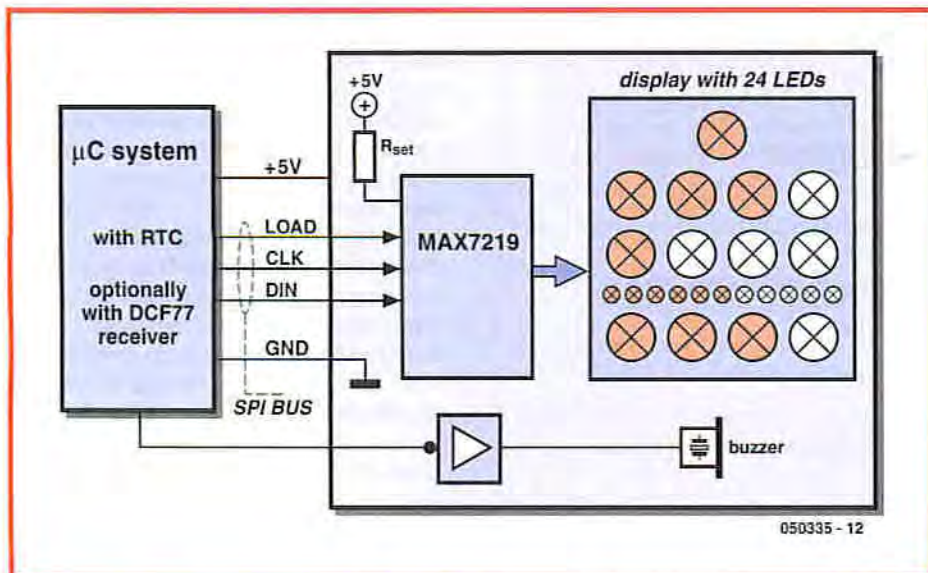 display with 24 LEDs
+5V
Rset
μC system
+5V
with RTC
LOAD
MAX7219
CLK
optionally
with DCF77
receiver
DIN
GND
SPI BUS
buzzer
050335 - 12